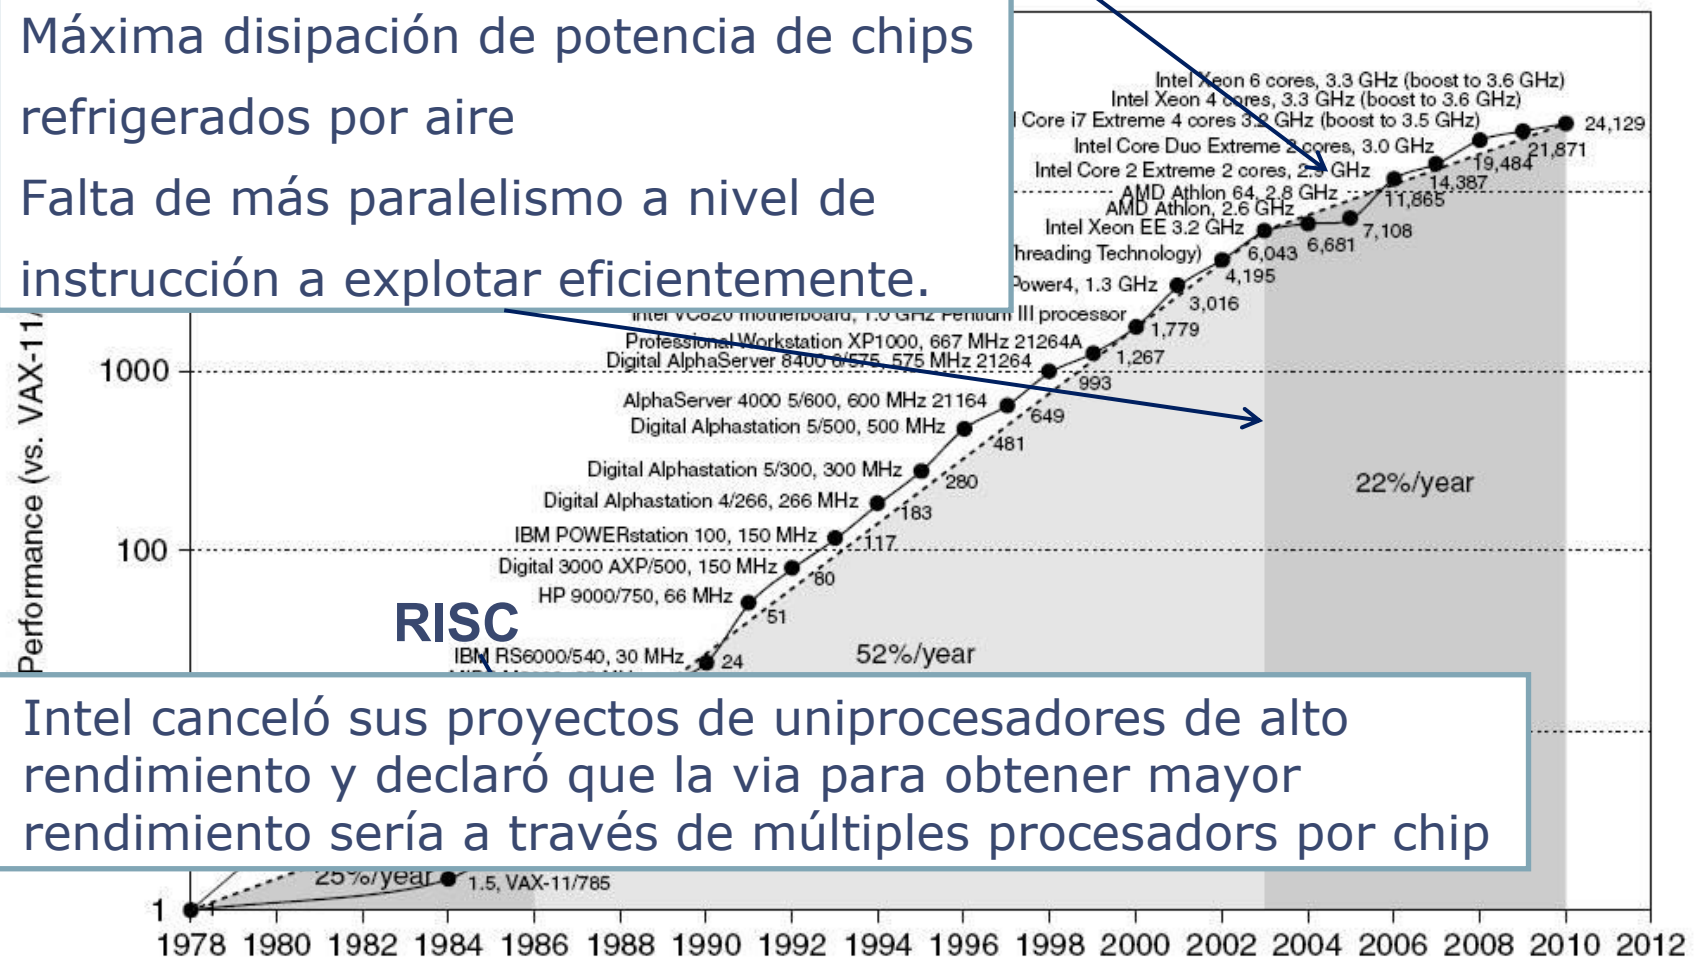 Máxima disipación de potencia de chips
refrigerados por aire
Falta de más paralelismo a nivel de
instrucción a explotar eficientemente.
Intel Xeon 6 cores, 3.3 GHz (boost to 3.6 GHz)
Intel Xeon 4 cores, 3.3 GHz (boost to 3.6 GHz)
Core i7 Extreme 4 cores 3.2 GHz (boost to 3.5 GHz)
24,129
Intel Core Duo Extreme 2 cores, 3.0 GHz
21,871
Intel Core 2 Extreme 2 cores, 2.9 GHz
19,484
14,387
AMD Athlon 64, 2.8 GHz
11,865
AMD Athlon, 2.6 GHz
Intel Xeon EE 3.2 GHz
7,108
6,681
Threading Technology)
6,043
4,195
Power4, 1.3 GHz
3,016
Intel VC820 motherboard, 1.0 GHz Pentium III processor
1,779
Professional Workstation XP1000, 667 MHz 21264A
1,267
Digital AlphaServer 8400 6/575, 575 MHz 21264
993
1000
AlphaServer 4000 5/600, 600 MHz 21164
649
Digital Alphastation 5/500, 500 MHz
481
Digital Alphastation 5/300, 300 MHz
280
22%/year
Digital Alphastation 4/266, 266 MHz
183
IBM POWERstation 100, 150 MHz
117
100
Digital 3000 AXP/500, 150 MHz
80
HP 9000/750, 66 MHz
51
RISC
IBM RS6000/540, 30 MHz
24
52%/year
Performance (vs. VAX-11/
Intel canceló sus proyectos de uniprocesadores de alto
rendimiento y declaró que la via para obtener mayor
rendimiento sería a través de múltiples procesadors por chip
25%/year
1.5, VAX-11/785
1
1978 1980 1982 1984 1986 1988 1990 1992 1994 1996 1998 2000 2002 2004 2006 2008 2010 2012